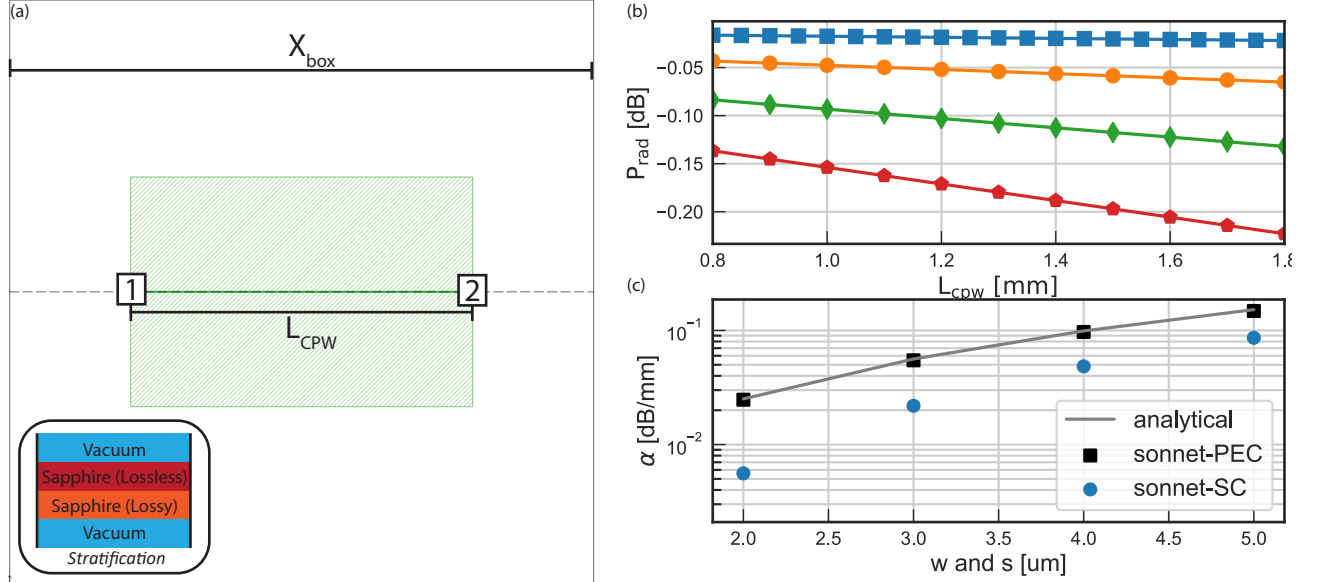 (a)
X_box
1
2
L_CPW
Vacuum
Sapphire (Lossless)
Sapphire (Lossy)
Vacuum
Stratification
(b)
P_rad [dB]
−0.05
−0.10
−0.15
−0.20
0.8
1.0
1.2
1.4
1.6
1.8
L_cpw [mm]
(c)
α [dB/mm]
10⁻¹
10⁻²
analytical
sonnet-PEC
sonnet-SC
2.0
2.5
3.0
3.5
4.0
4.5
5.0
w and s [um]